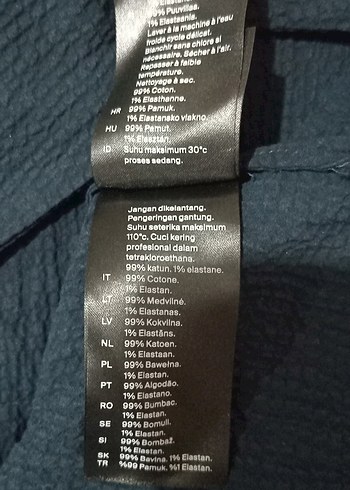 99% Puuvillaa.
1% Elastaania.
Laver à la machine à l'eau
froide cycle délicat.
Blanchir sans chlore si
nécessaire. Sécher à l'air.
Repasser à faible
température.
Nettoyage à sec.
99% Coton.
1% Elasthanne.
HR 99% Pamuk.
1% Elastansko vlakno.
HU 99% Pamut.
1% Elasztán.
ID Suhu maksimum 30°c
proses sedang.
Jangan dikelantang.
Pengeringan gantung.
Suhu seterika maksimum
110°c. Cuci kering
profesional dalam
tetrakloroethana.
99% katun. 1% elastane.
IT 99% Cotone.
1% Elastan.
LT 99% Medvilnė.
1% Elastanas.
LV 99% Kokvilna.
1% Elastāns.
NL 99% Katoen.
1% Elastaan.
PL 99% Bawełna.
1% Elastan.
PT 99% Algodão.
1% Elastano.
RO 99% Bumbac.
1% Elastan.
SE 99% Bomull.
1% Elastan.
SI 99% Bombaž.
1% Elastan.
SK 99% Bavlna. 1% Elastan.
TR %99 Pamuk. %1 Elastan.